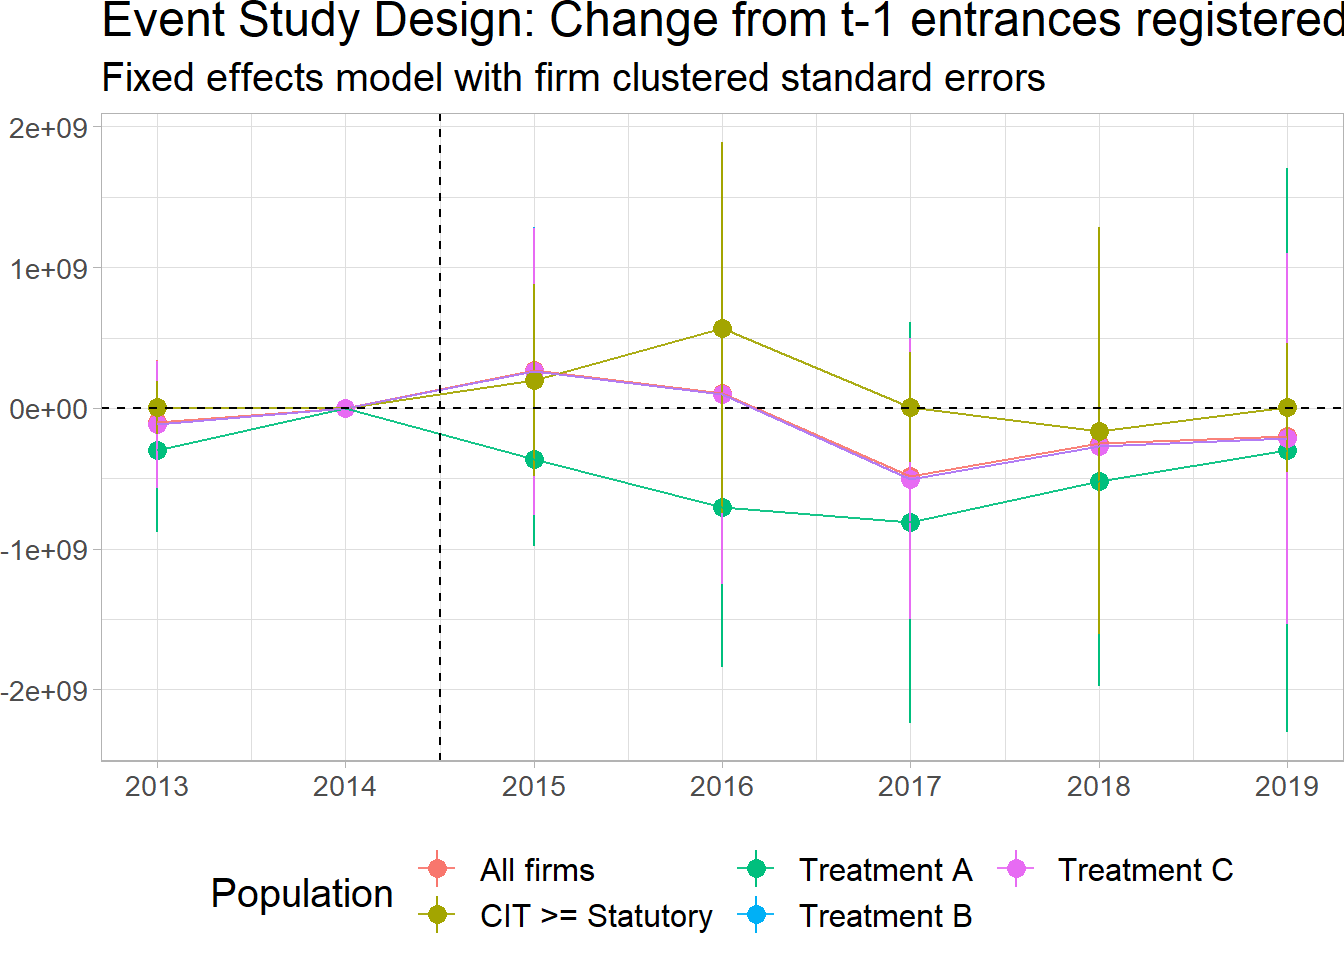 Event Study Design: Change from t-1 entrances registered
Fixed effects model with firm clustered standard errors
2e+09
1e+09
0e+00
-1e+09
-2e+09
2013 2014 2015 2016 2017 2018 2019
Population
All firms
CIT >= Statutory
Treatment A
Treatment B
Treatment C